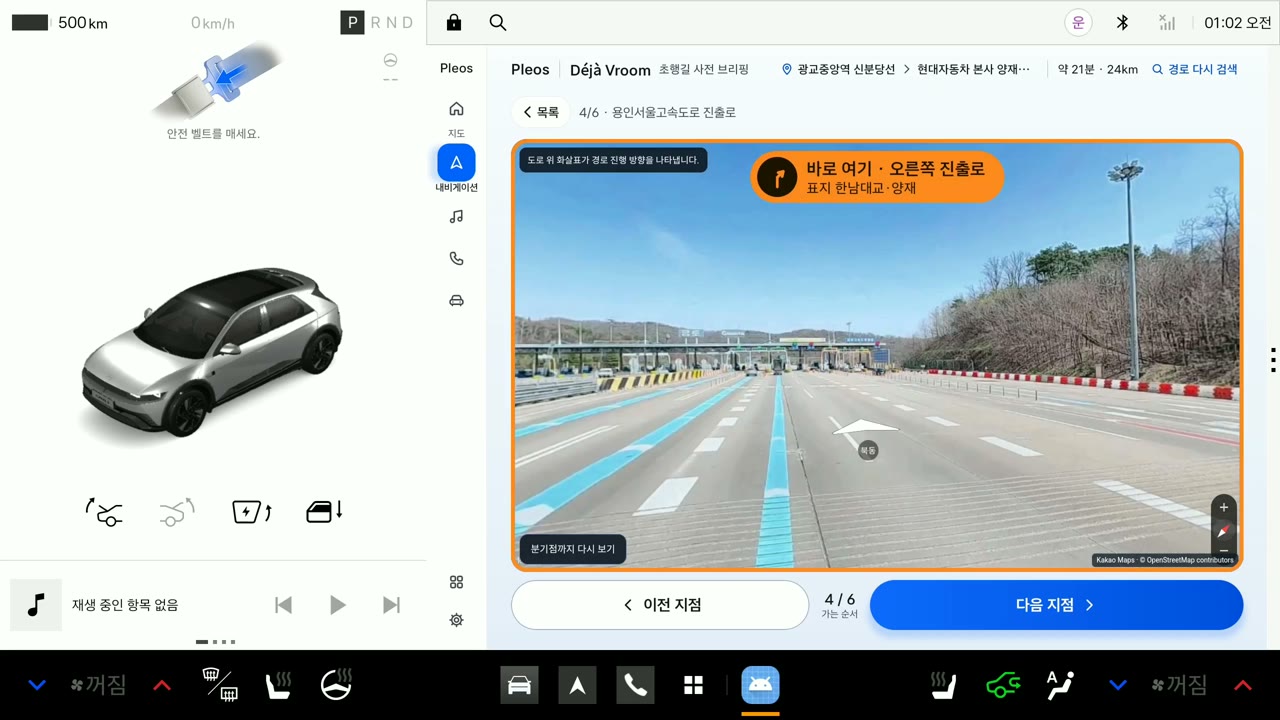 500 km
0 km/h
P R N D
운
01:02 오전
안전 벨트를 매세요.
재생 중인 항목 없음
Pleos
지도
내비게이션
Pleos
Déjà Vroom
초행길 사전 브리핑
광교중앙역 신분당선 > 현대자동차 본사 양재…
약 21분 · 24km
경로 다시 검색
목록
4/6 · 용인서울고속도로 진출로
도로 위 화살표가 경로 진행 방향을 나타냅니다.
바로 여기 · 오른쪽 진출로
표지 한남대교·양재
북동
+
−
분기점까지 다시 보기
Kakao Maps · © OpenStreetMap contributors
이전 지점
4 / 6
가는 순서
다음 지점
꺼짐
A
꺼짐